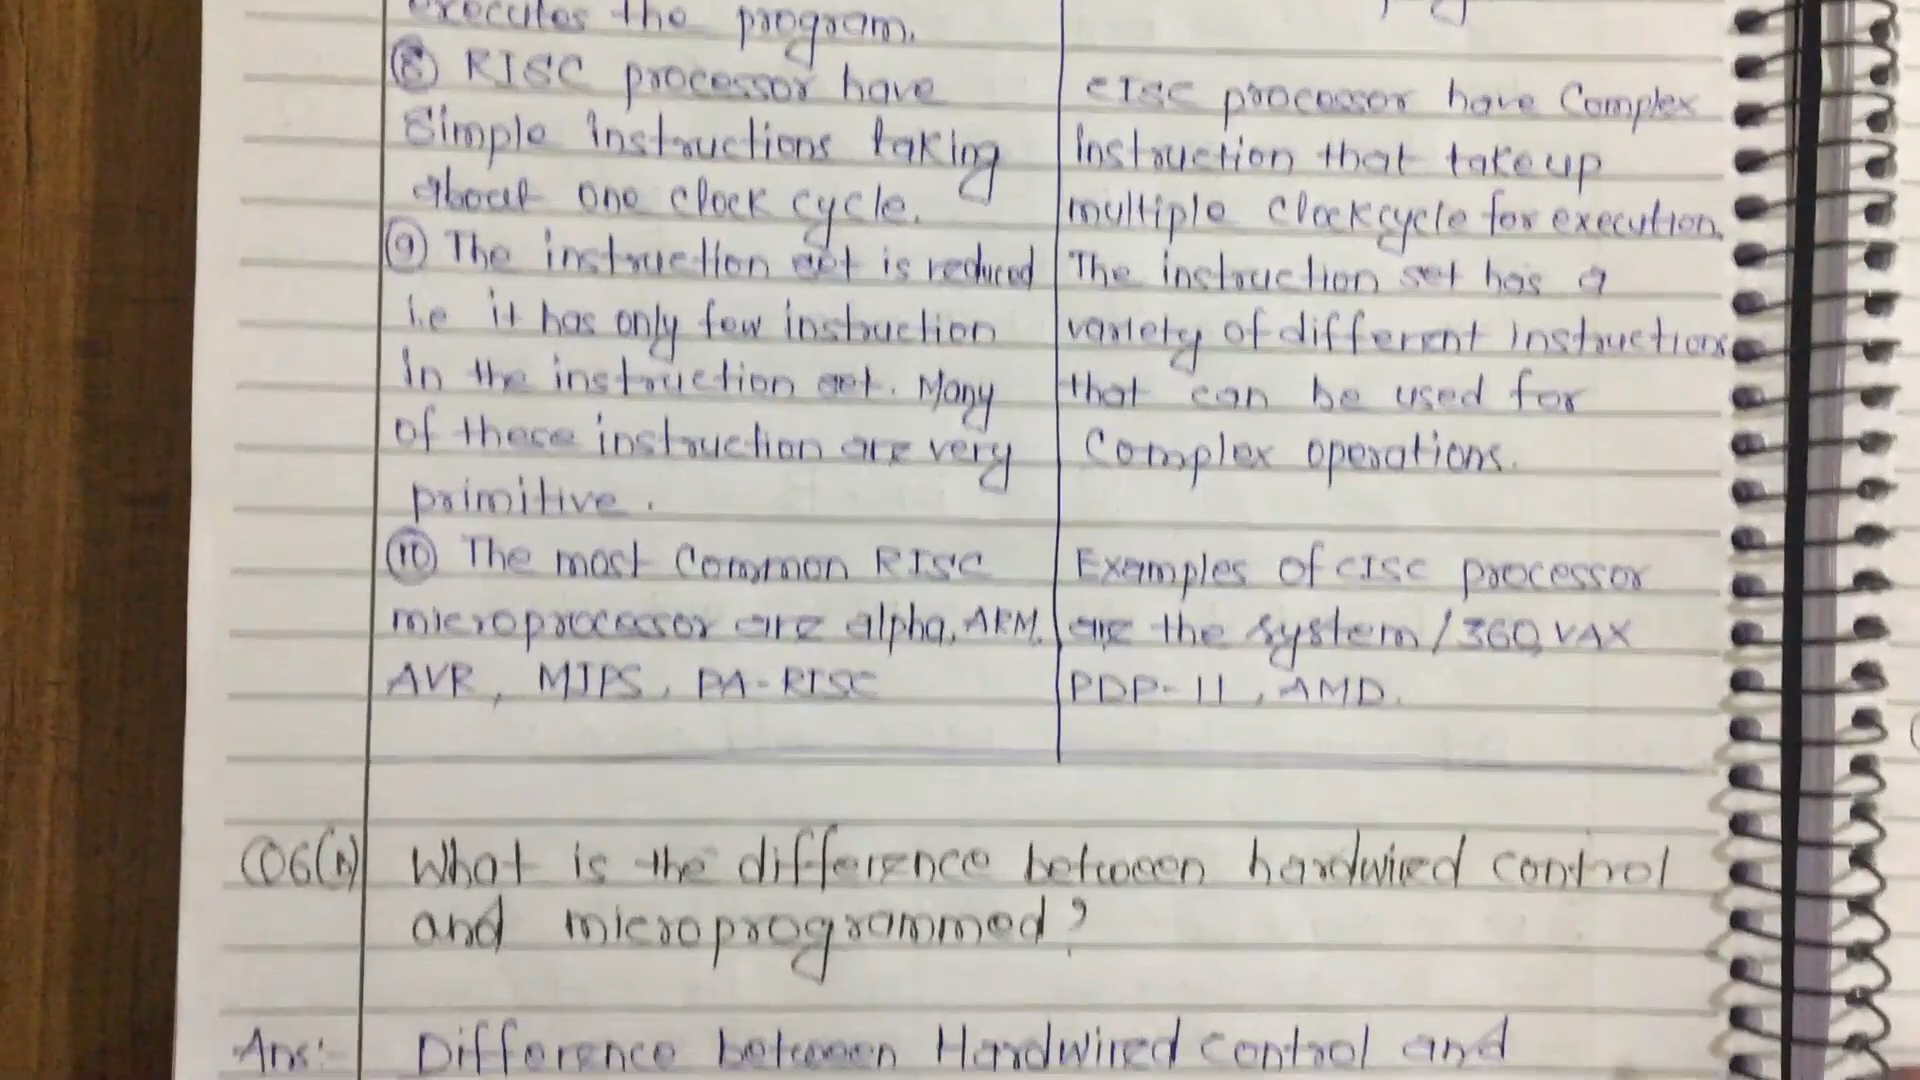 executes the program.
⑧ RISC processor have
Simple instructions taking
about one clock cycle.
⑨ The instruction set is reduced
i.e it has only few instruction
in the instruction set. Many
of these instruction are very
primitive.
⑩ The most Common RISC
microprocessor are alpha, ARM,
AVR, MIPS, PA-RISC
CISC processor have Complex
instruction that take up
multiple clock cycle for execution.
The instruction set has a
variety of different instructions
that can be used for
Complex operations.
Examples of CISC processor
are the system/360, VAX
PDP-11, AMD.
What is the difference between hardwired control
and microprogrammed?
Ans:- Difference between Hardwired control and